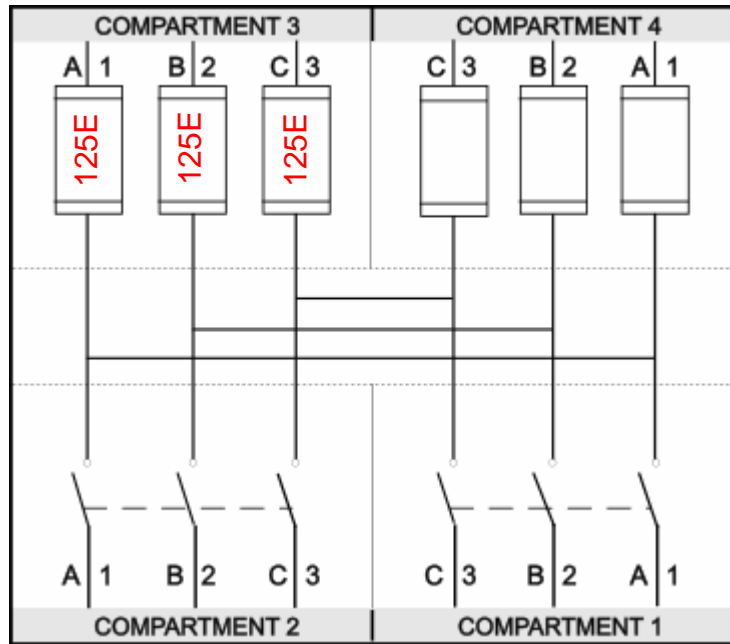 COMPARTMENT 3 COMPARTMENT 4
A 1 B 2 C 3 C 3 B 2 A 1
125E 125E 125E
A 1 B 2 C 3 C 3 B 2 A 1
COMPARTMENT 2 COMPARTMENT 1